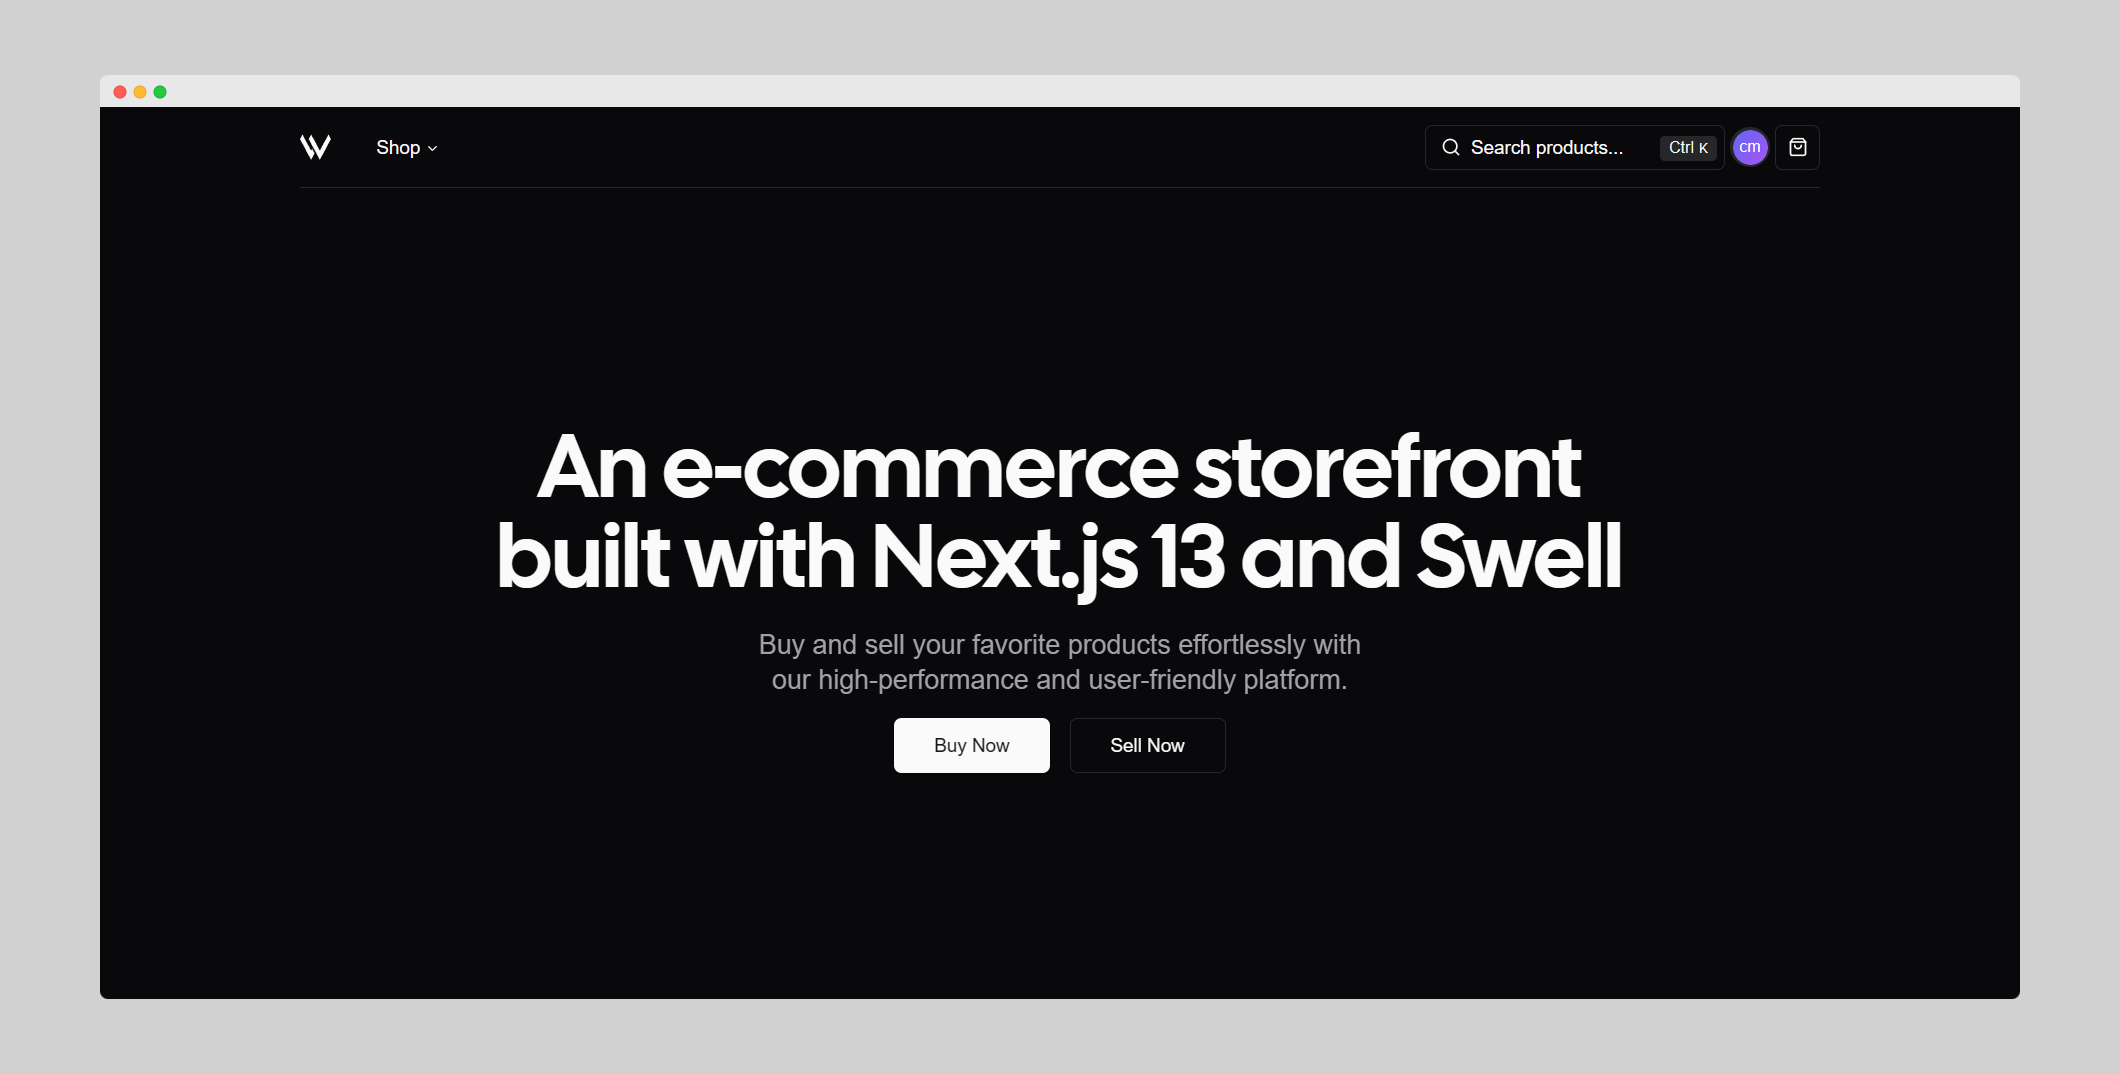 Shop
Search products...
Ctrl K
cm
An e-commerce storefront
built with Next.js 13 and Swell
Buy and sell your favorite products effortlessly with
our high-performance and user-friendly platform.
Buy Now
Sell Now